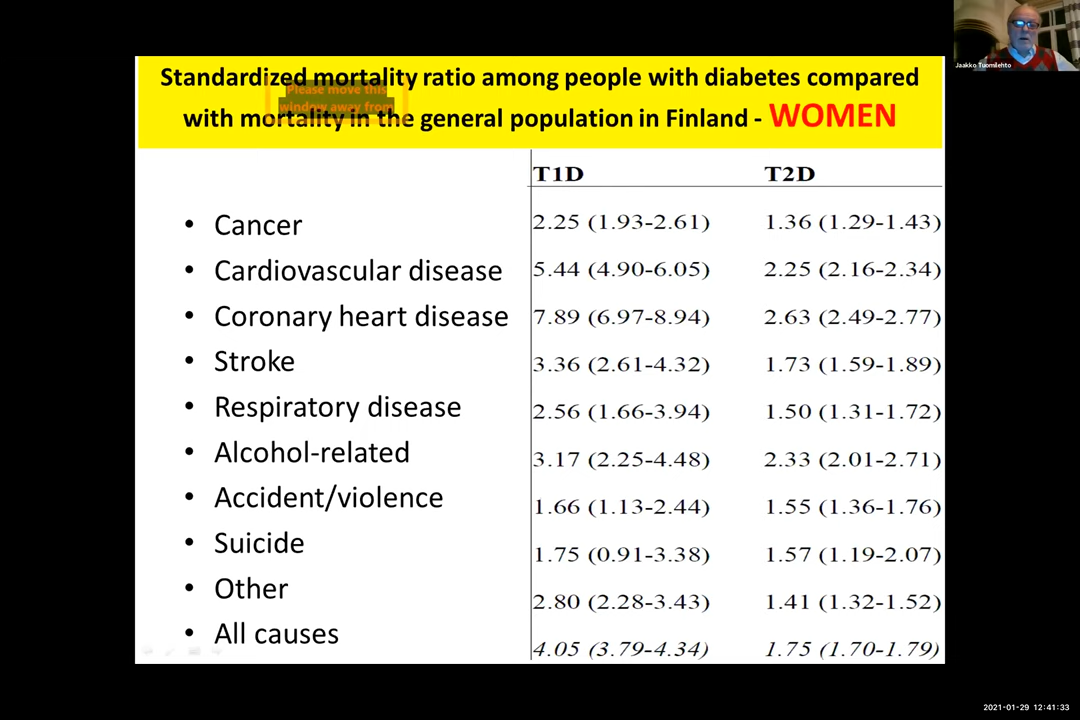 Jaakko Tuomilehto
Standardized mortality ratio among people with diabetes compared
with mortality in the general population in Finland - WOMEN
Please move this
window away from
T1D T2D
• Cancer 2.25 (1.93-2.61) 1.36 (1.29-1.43)
• Cardiovascular disease 5.44 (4.90-6.05) 2.25 (2.16-2.34)
• Coronary heart disease 7.89 (6.97-8.94) 2.63 (2.49-2.77)
• Stroke 3.36 (2.61-4.32) 1.73 (1.59-1.89)
• Respiratory disease 2.56 (1.66-3.94) 1.50 (1.31-1.72)
• Alcohol-related 3.17 (2.25-4.48) 2.33 (2.01-2.71)
• Accident/violence 1.66 (1.13-2.44) 1.55 (1.36-1.76)
• Suicide 1.75 (0.91-3.38) 1.57 (1.19-2.07)
• Other 2.80 (2.28-3.43) 1.41 (1.32-1.52)
• All causes 4.05 (3.79-4.34) 1.75 (1.70-1.79)
2021-01-29 12:41:33